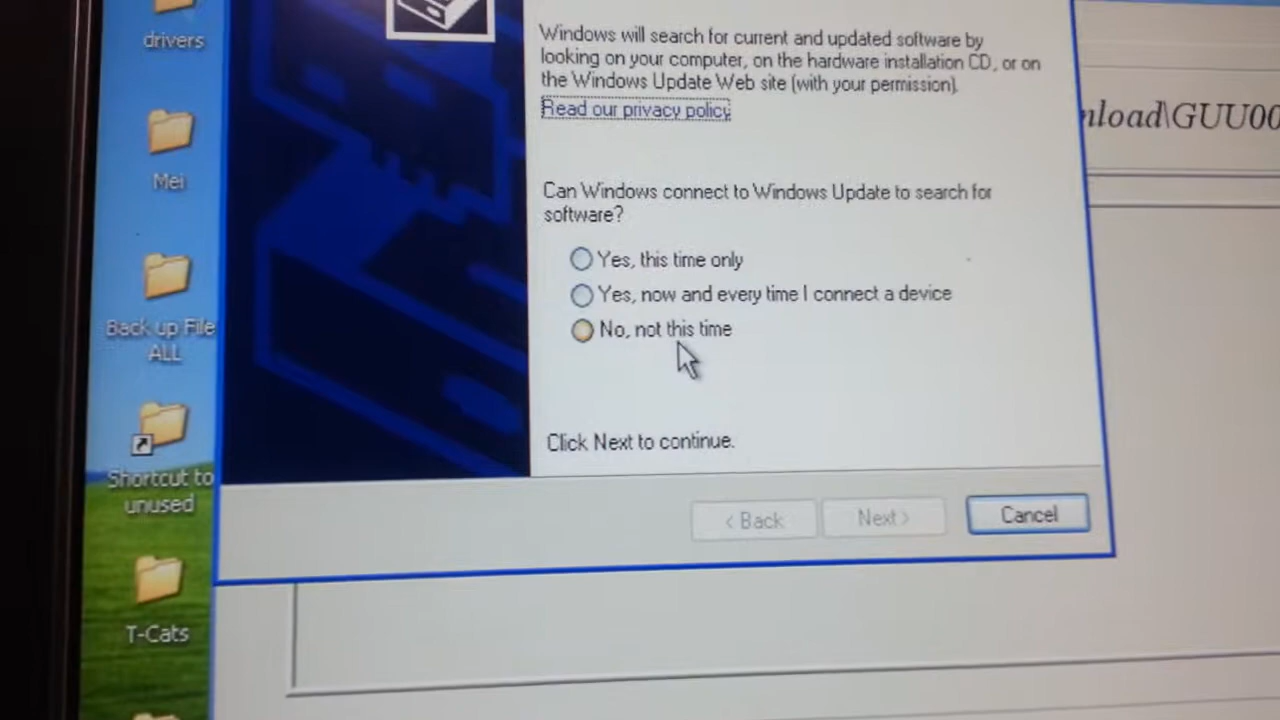 drivers
Mei
Back up File
ALL
Shortcut to
unused
T-Cats
Windows will search for current and updated software by
looking on your computer, on the hardware installation CD, or on
the Windows Update Web site (with your permission).
Read our privacy policy
Can Windows connect to Windows Update to search for
software?
Yes, this time only
Yes, now and every time I connect a device
No, not this time
Click Next to continue.
< Back
Next >
Cancel
nload\GUU00